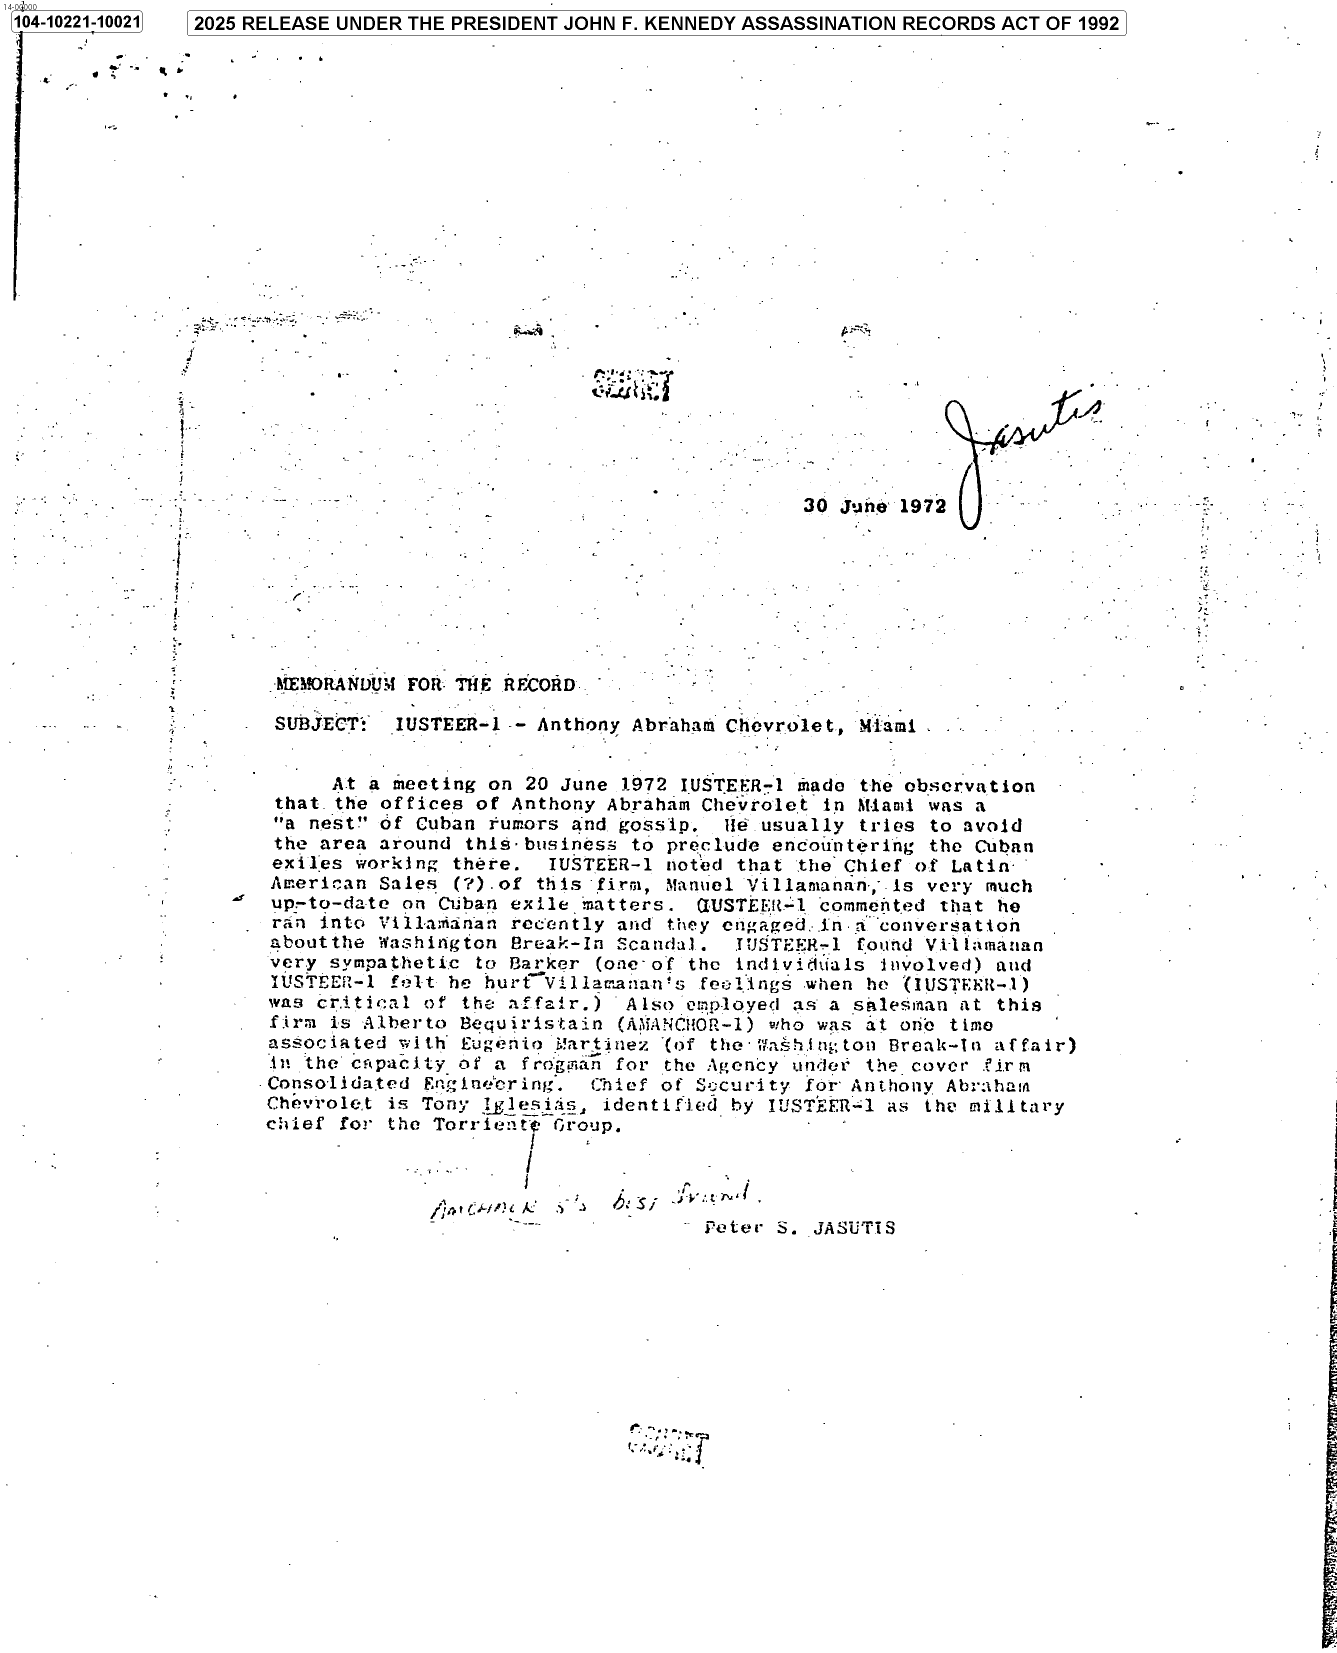 14-00000
104-10221-10021
2025 RELEASE UNDER THE PRESIDENT JOHN F. KENNEDY ASSASSINATION RECORDS ACT OF 1992
SECRET
Jasutis
30 June 1972
MEMORANDUM FOR THE RECORD
SUBJECT: IUSTEER-1 - Anthony Abraham Chevrolet, Miami
At a meeting on 20 June 1972 IUSTEER-1 made the observation
that the offices of Anthony Abraham Chevrolet in Miami was a
"a nest" of Cuban rumors and gossip. He usually tries to avoid
the area around this business to preclude encountering the Cuban
exiles working there. IUSTEER-1 noted that the Chief of Latin
American Sales (?) of this firm, Manuel Villamanan, is very much
up-to-date on Cuban exile matters. (IUSTEER-1 commented that he
ran into Villamanan recently and they engaged in a conversation
aboutthe Washington Break-In Scandal. IUSTEER-1 found Villamanan
very sympathetic to Barker (one of the individuals involved) and
IUSTEER-1 felt he hurt Villamanan's feelings when he (IUSTEER-1)
was critical of the affair.) Also employed as a salesman at this
firm is Alberto Bequiristain (AMANCHOR-1) who was at one time
associated with Eugenio Martinez (of the Washington Break-In affair)
in the capacity of a frogman for the Agency under the cover firm
Consolidated Engineering. Chief of Security for Anthony Abraham
Chevrolet is Tony Iglesias, identified by IUSTEER-1 as the military
chief for the Torriente Group.
5's best friend.
Peter S. JASUTIS
SECRET